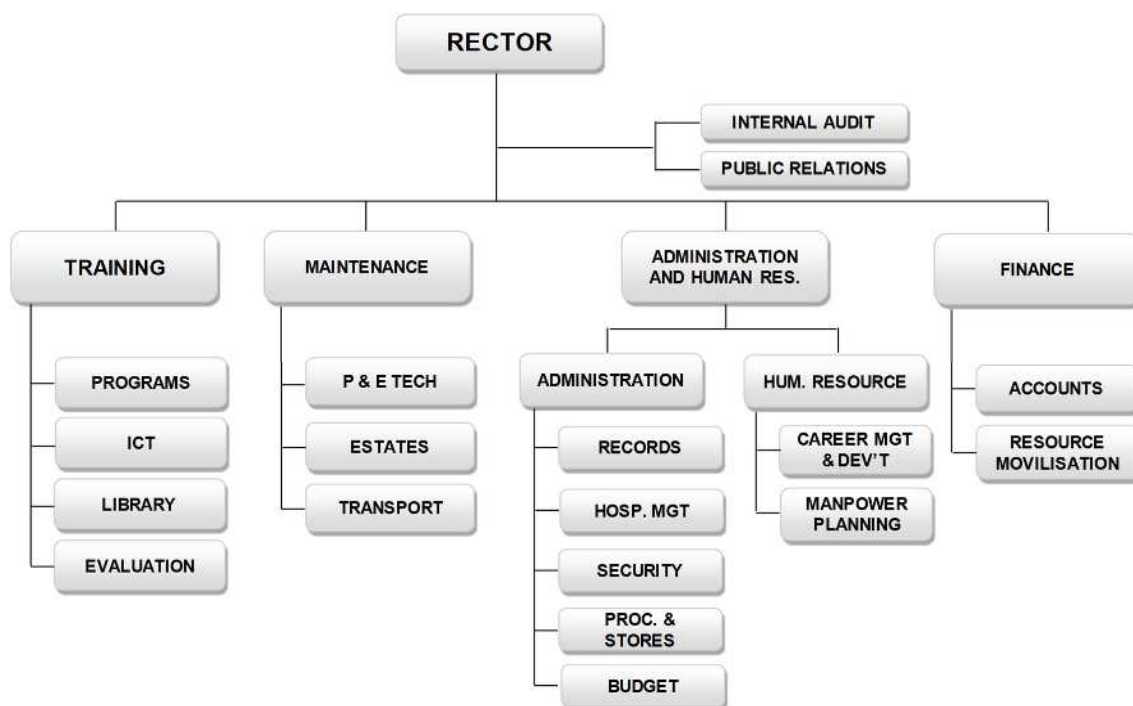 RECTOR
INTERNAL AUDIT
PUBLIC RELATIONS
TRAINING
MAINTENANCE
ADMINISTRATION
AND HUMAN RES.
FINANCE
PROGRAMS
ICT
LIBRARY
EVALUATION
P & E TECH
ESTATES
TRANSPORT
ADMINISTRATION
RECORDS
HOSP. MGT
SECURITY
PROC. &
STORES
BUDGET
HUM. RESOURCE
CAREER MGT
& DEV'T
MANPOWER
PLANNING
ACCOUNTS
RESOURCE
MOVILISATION